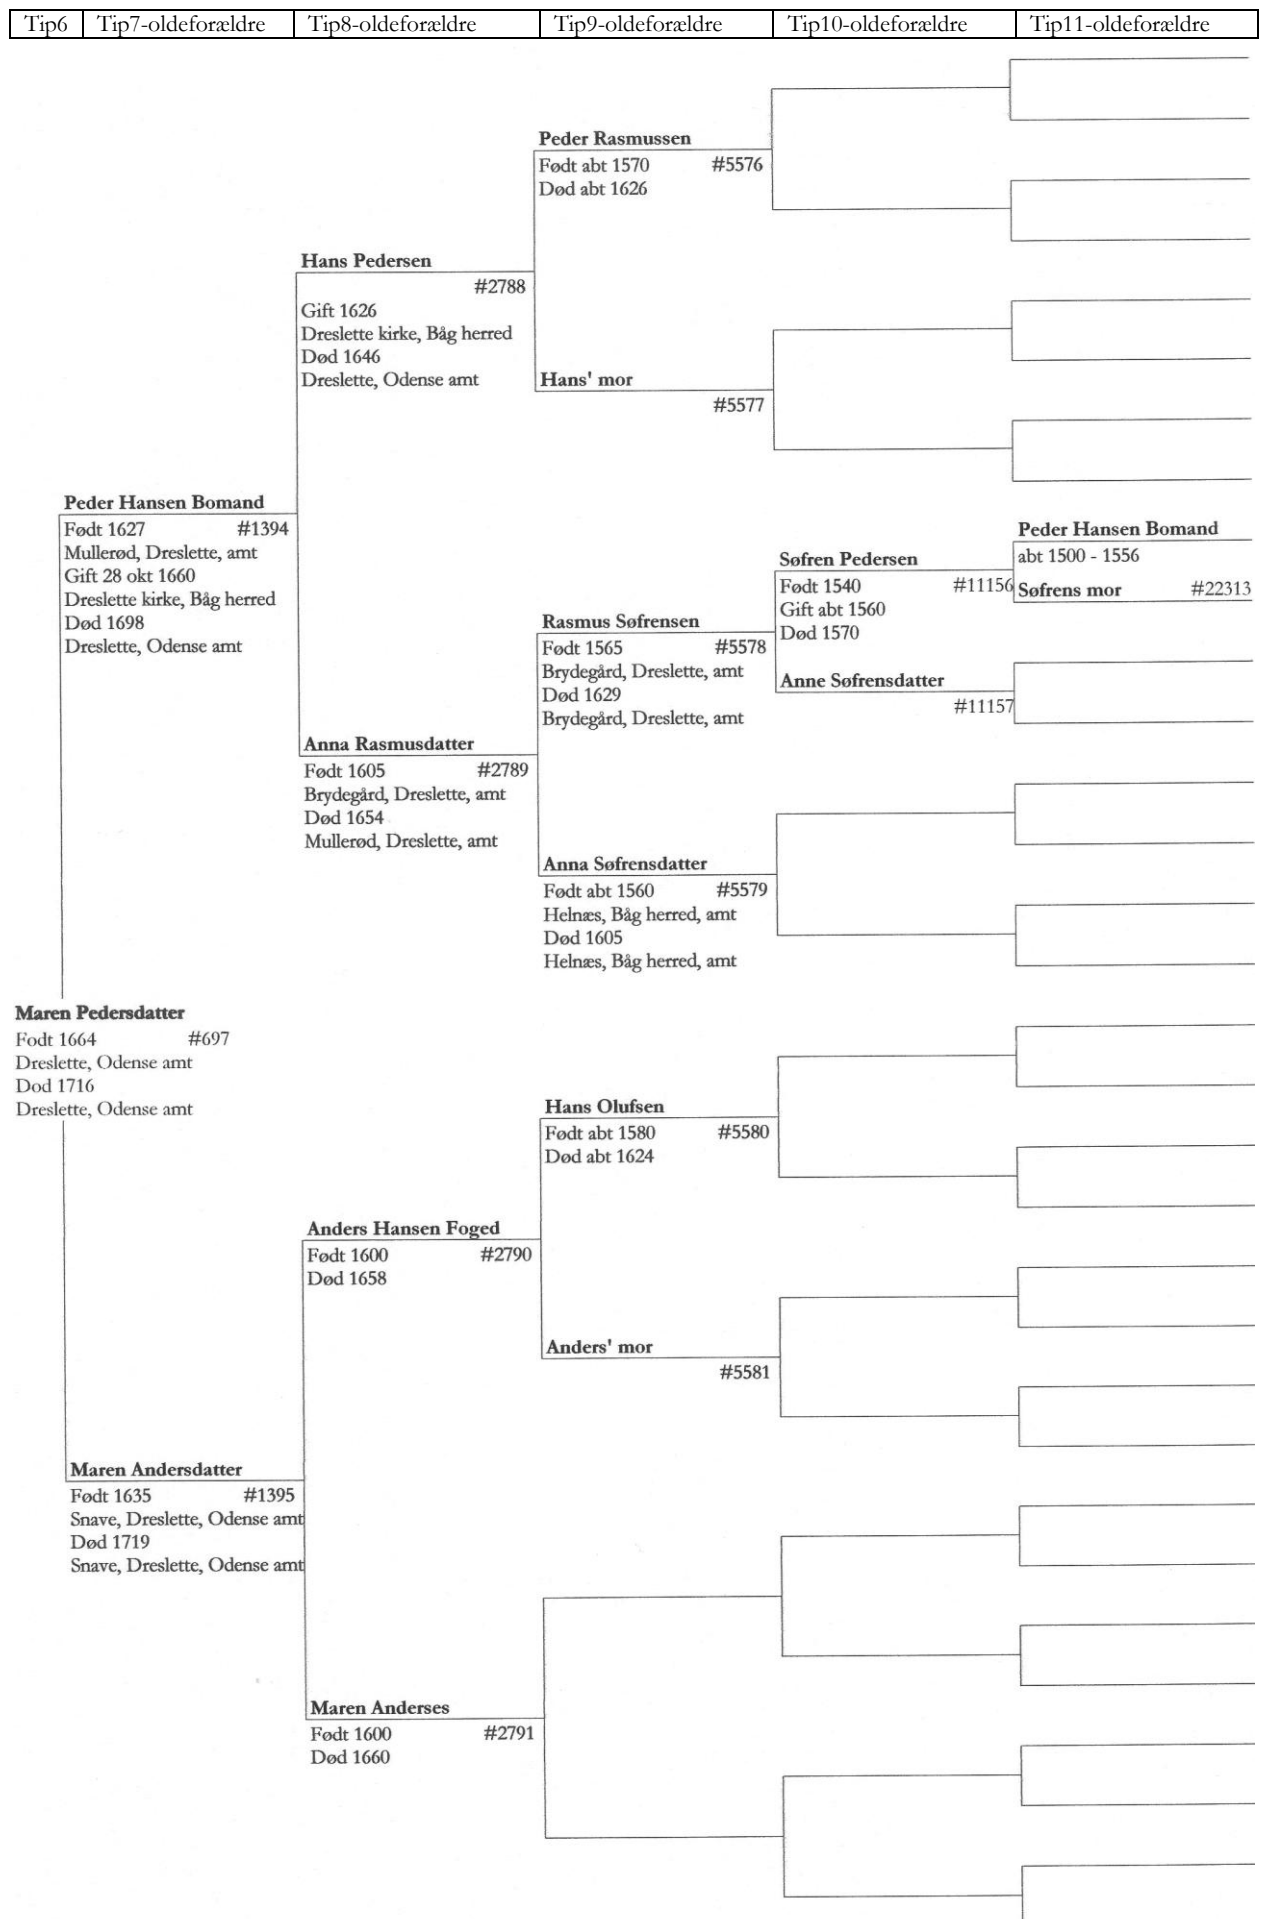 Tip6 Tip7-oldeforældre Tip8-oldeforældre Tip9-oldeforældre Tip10-oldeforældre Tip11-oldeforældre
Peder Rasmussen
Født abt 1570 #5576
Død abt 1626
Hans Pedersen
#2788
Gift 1626
Dreslette kirke, Båg herred
Død 1646
Dreslette, Odense amt
Hans' mor
#5577
Peder Hansen Bomand
Født 1627 #1394
Mullerød, Dreslette, amt
Gift 28 okt 1660
Dreslette kirke, Båg herred
Død 1698
Dreslette, Odense amt
Peder Hansen Bomand
abt 1500 - 1556
Søfrens mor #22313
Søfren Pedersen
Født 1540 #11156
Gift abt 1560
Død 1570
Rasmus Søfrensen
Født 1565 #5578
Brydegård, Dreslette, amt
Død 1629
Brydegård, Dreslette, amt
Anne Søfrensdatter
#11157
Anna Rasmusdatter
Født 1605 #2789
Brydegård, Dreslette, amt
Død 1654
Mullerød, Dreslette, amt
Anna Søfrensdatter
Født abt 1560 #5579
Helnæs, Båg herred, amt
Død 1605
Helnæs, Båg herred, amt
Maren Pedersdatter
Fodt 1664 #697
Dreslette, Odense amt
Dod 1716
Dreslette, Odense amt
Hans Olufsen
Født abt 1580 #5580
Død abt 1624
Anders Hansen Foged
Født 1600 #2790
Død 1658
Anders' mor
#5581
Maren Andersdatter
Født 1635 #1395
Snave, Dreslette, Odense amt
Død 1719
Snave, Dreslette, Odense amt
Maren Anderses
Født 1600 #2791
Død 1660